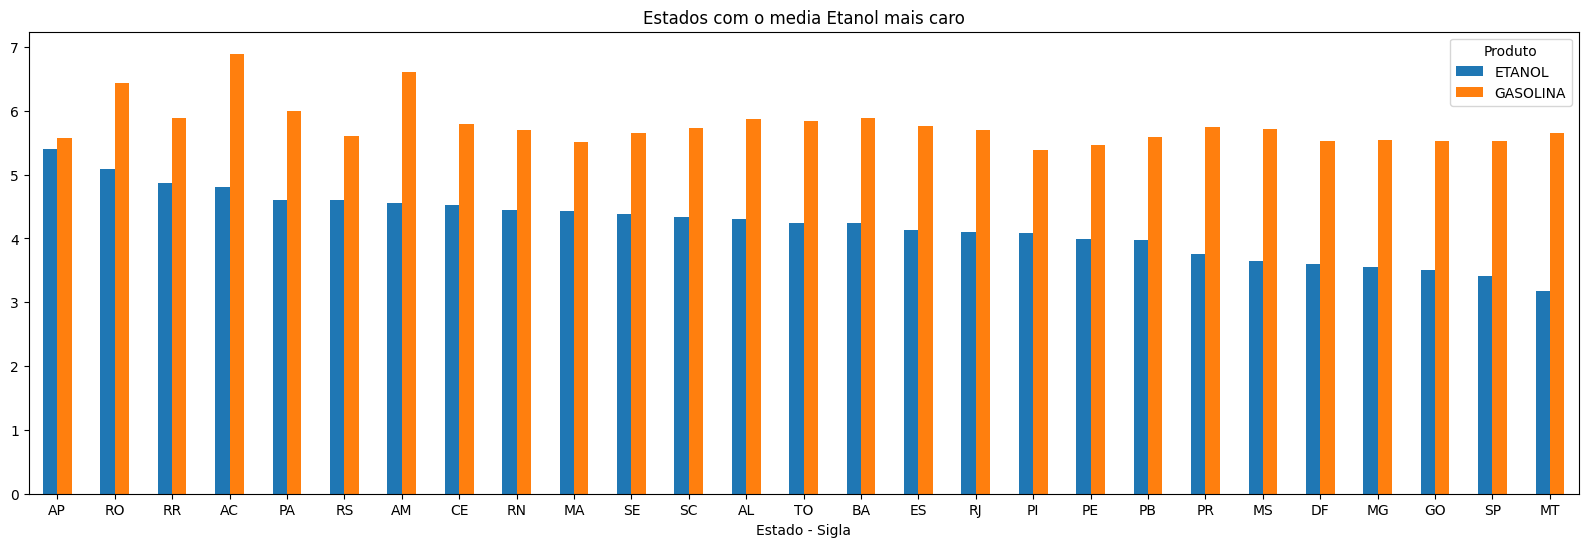 Estados com o media Etanol mais caro
Produto
ETANOL
GASOLINA
7
6
5
4
3
2
1
0
AP RO RR AC PA RS AM CE RN MA SE SC AL TO BA ES RJ PI PE PB PR MS DF MG GO SP MT
Estado - Sigla